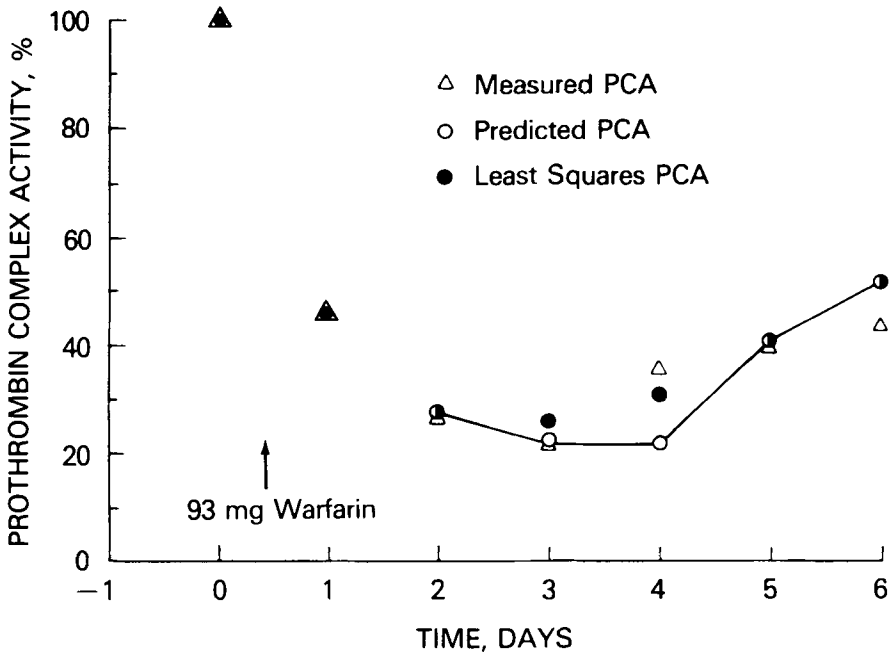 PROTHROMBIN COMPLEX ACTIVITY, %
100
80
60
40
20
0
Measured PCA
Predicted PCA
Least Squares PCA
93 mg Warfarin
−1 0 1 2 3 4 5 6
TIME, DAYS